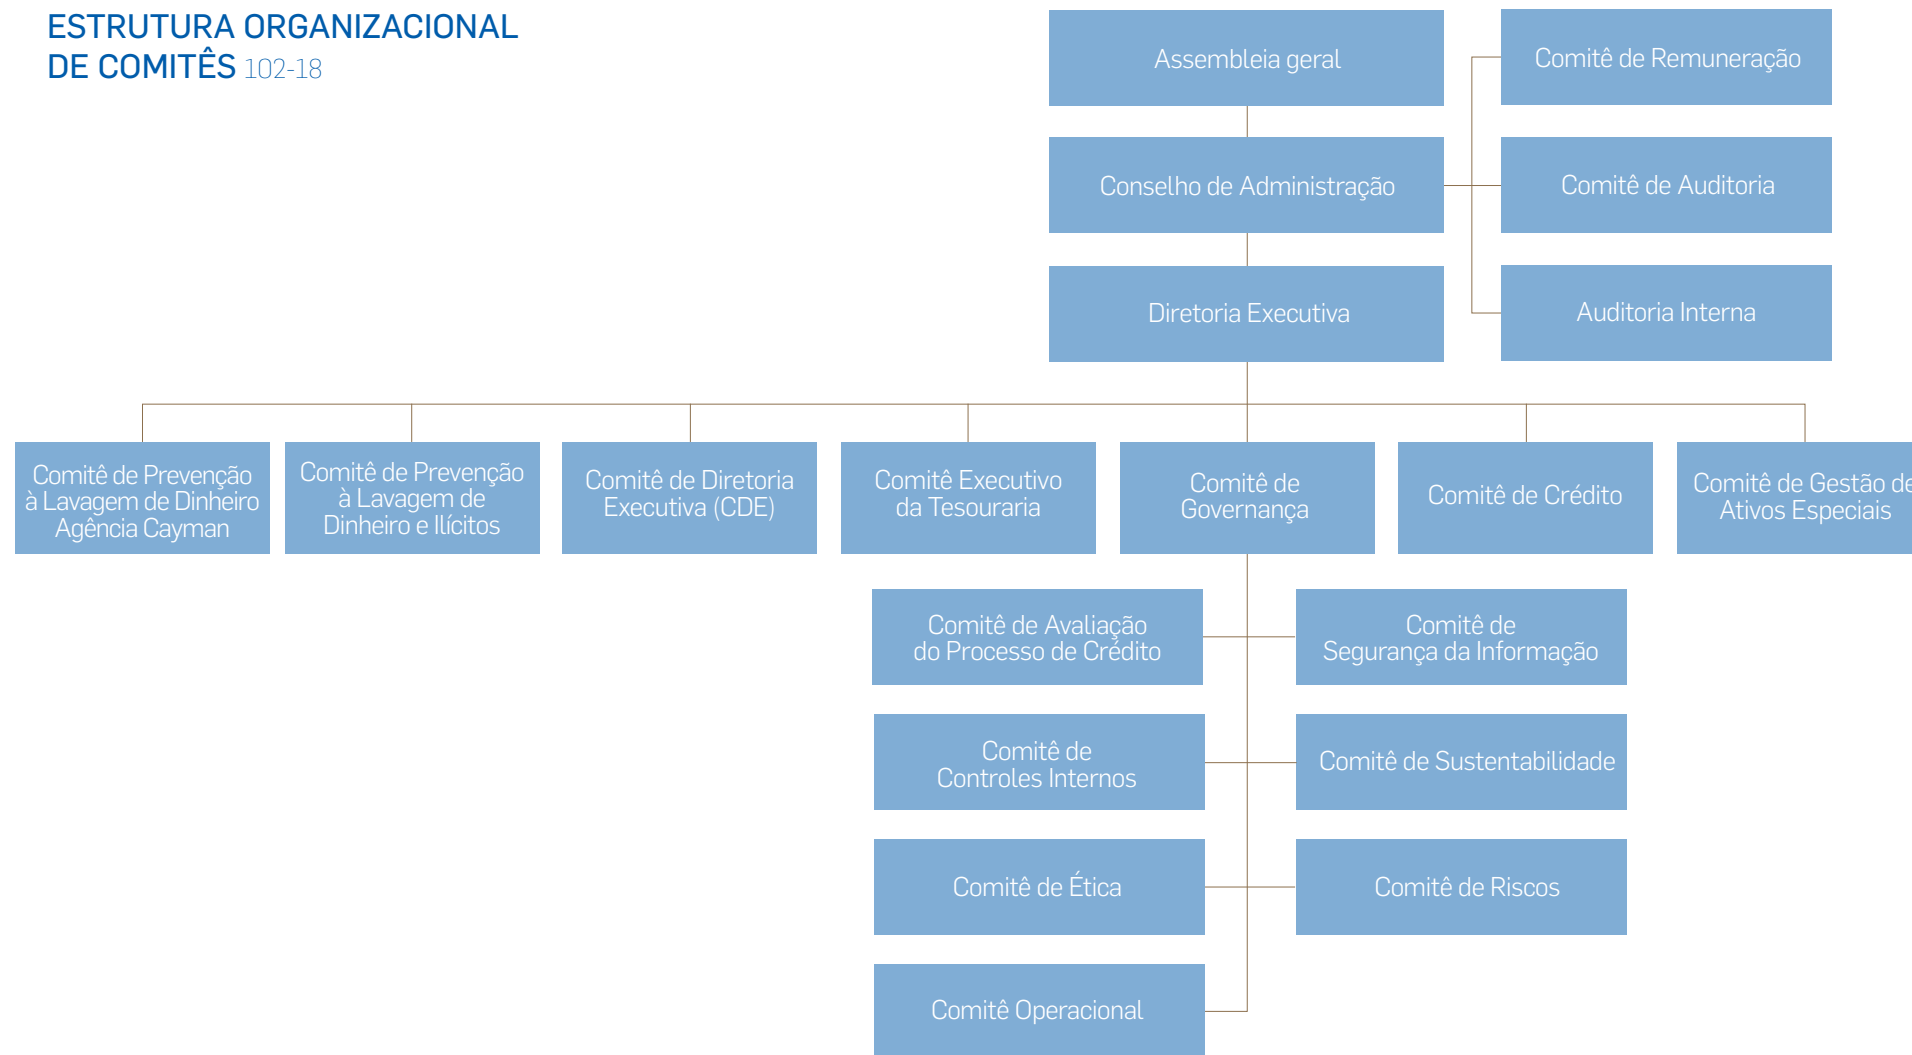 ESTRUTURA ORGANIZACIONAL
DE COMITÊS 102-18
Assembleia geral
Comitê de Remuneração
Conselho de Administração
Comitê de Auditoria
Diretoria Executiva
Auditoria Interna
Comitê de Prevenção
à Lavagem de Dinheiro
Agência Cayman
Comitê de Prevenção
à Lavagem de
Dinheiro e Ilícitos
Comitê de Diretoria
Executiva (CDE)
Comitê Executivo
da Tesouraria
Comitê de
Governança
Comitê de Crédito
Comitê de Gestão de
Ativos Especiais
Comitê de Avaliação
do Processo de Crédito
Comitê de
Segurança da Informação
Comitê de
Controles Internos
Comitê de Sustentabilidade
Comitê de Ética
Comitê de Riscos
Comitê Operacional